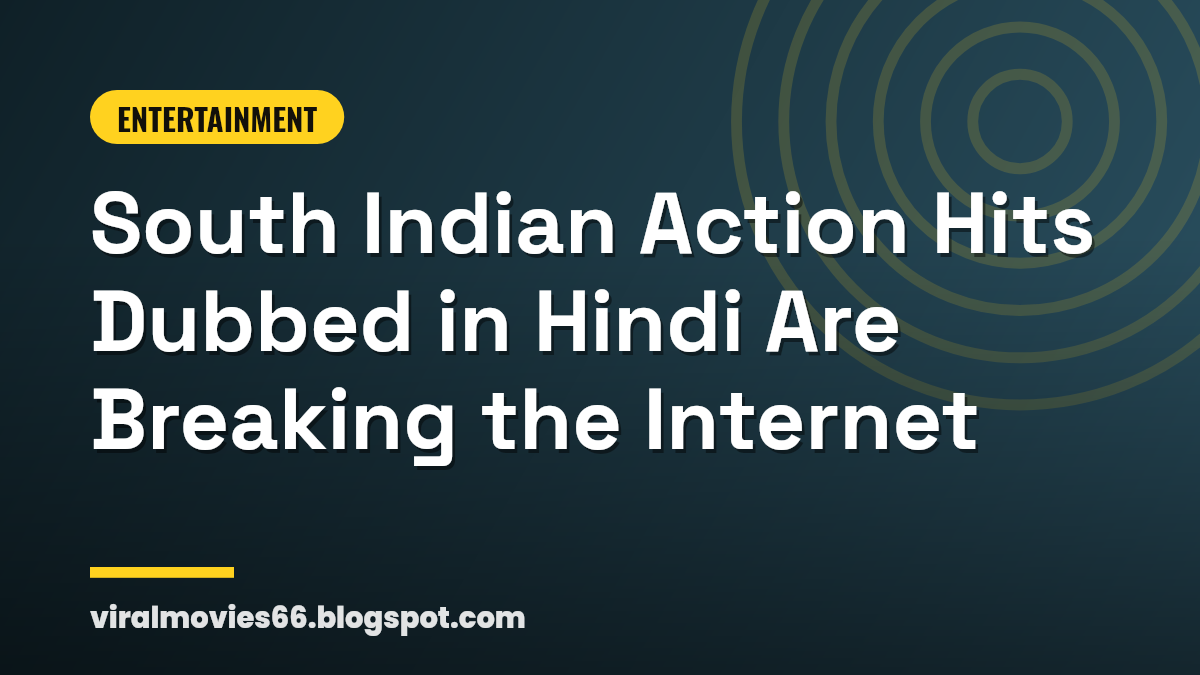 ENTERTAINMENT
South Indian Action Hits
Dubbed in Hindi Are
Breaking the Internet
viralmovies66.blogspot.com